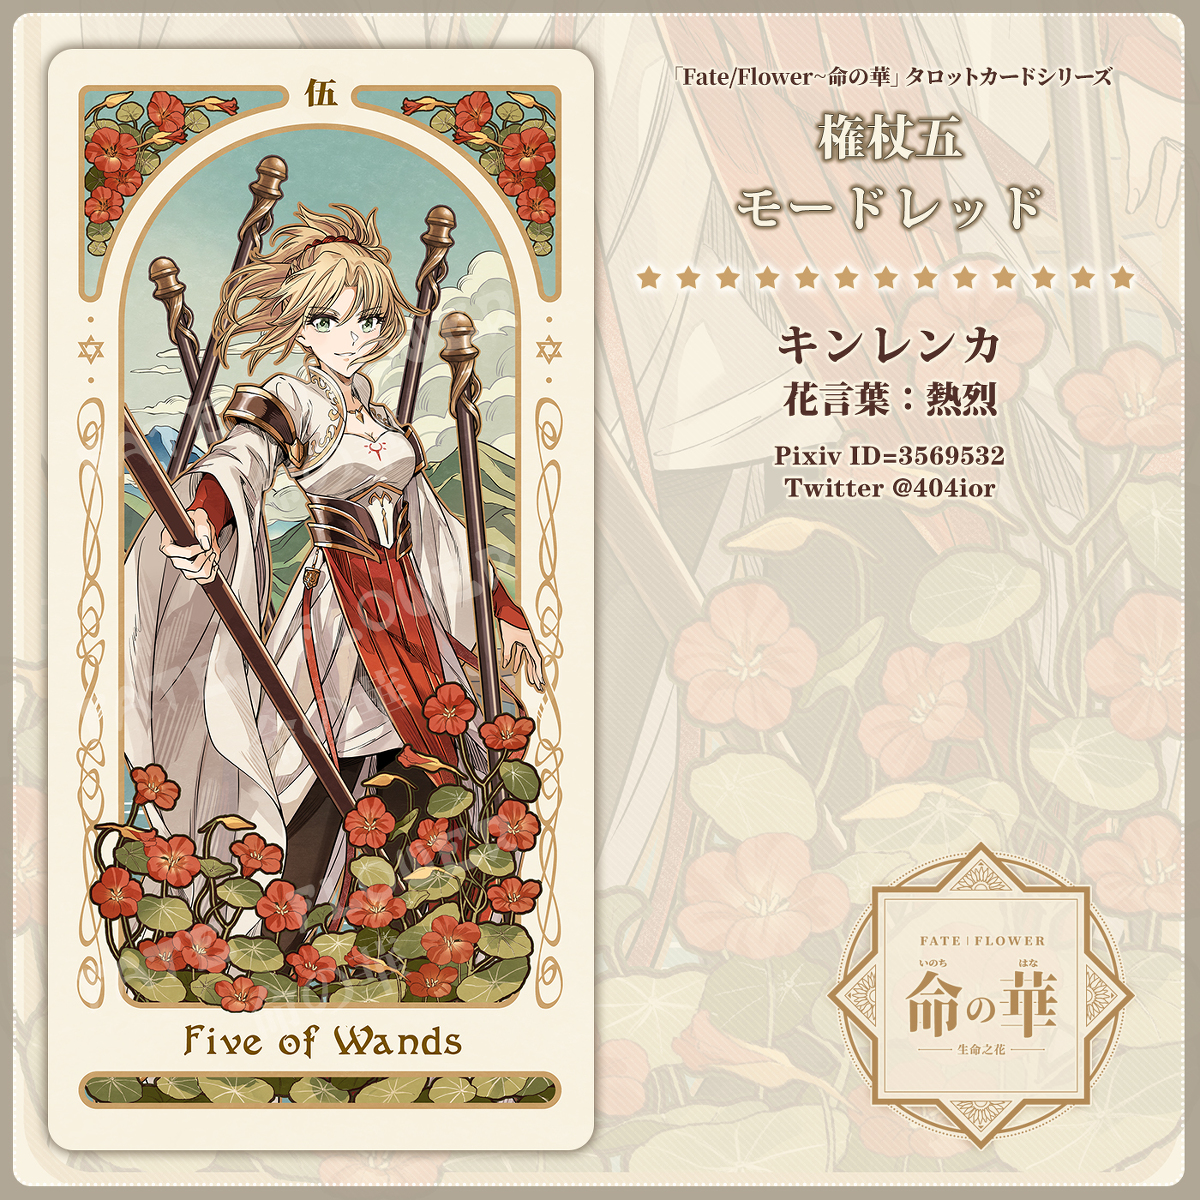 伍
Five of Wands
「Fate/Flower~命の華」タロットカードシリーズ
権杖五
モードレッド
キンレンカ
花言葉：熱烈
Pixiv ID=3569532
Twitter @404ior
FATE | FLOWER
いのち はな
命の華
生命之花